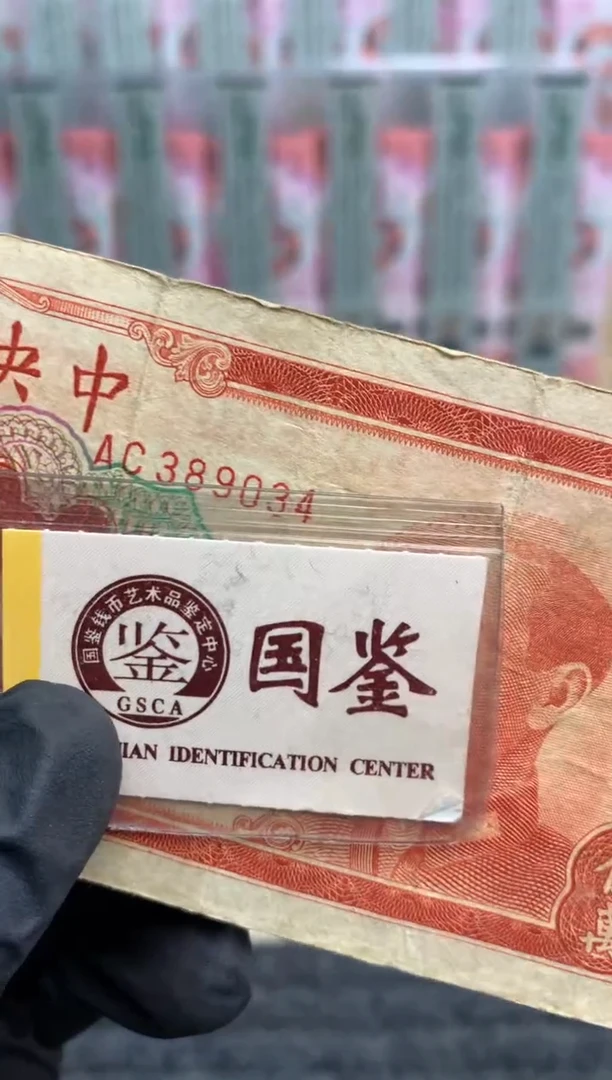 央中
AC389034
国鉴钱币艺术品鉴定中心
鉴
GSCA
国鉴
IAN IDENTIFICATION CENTER